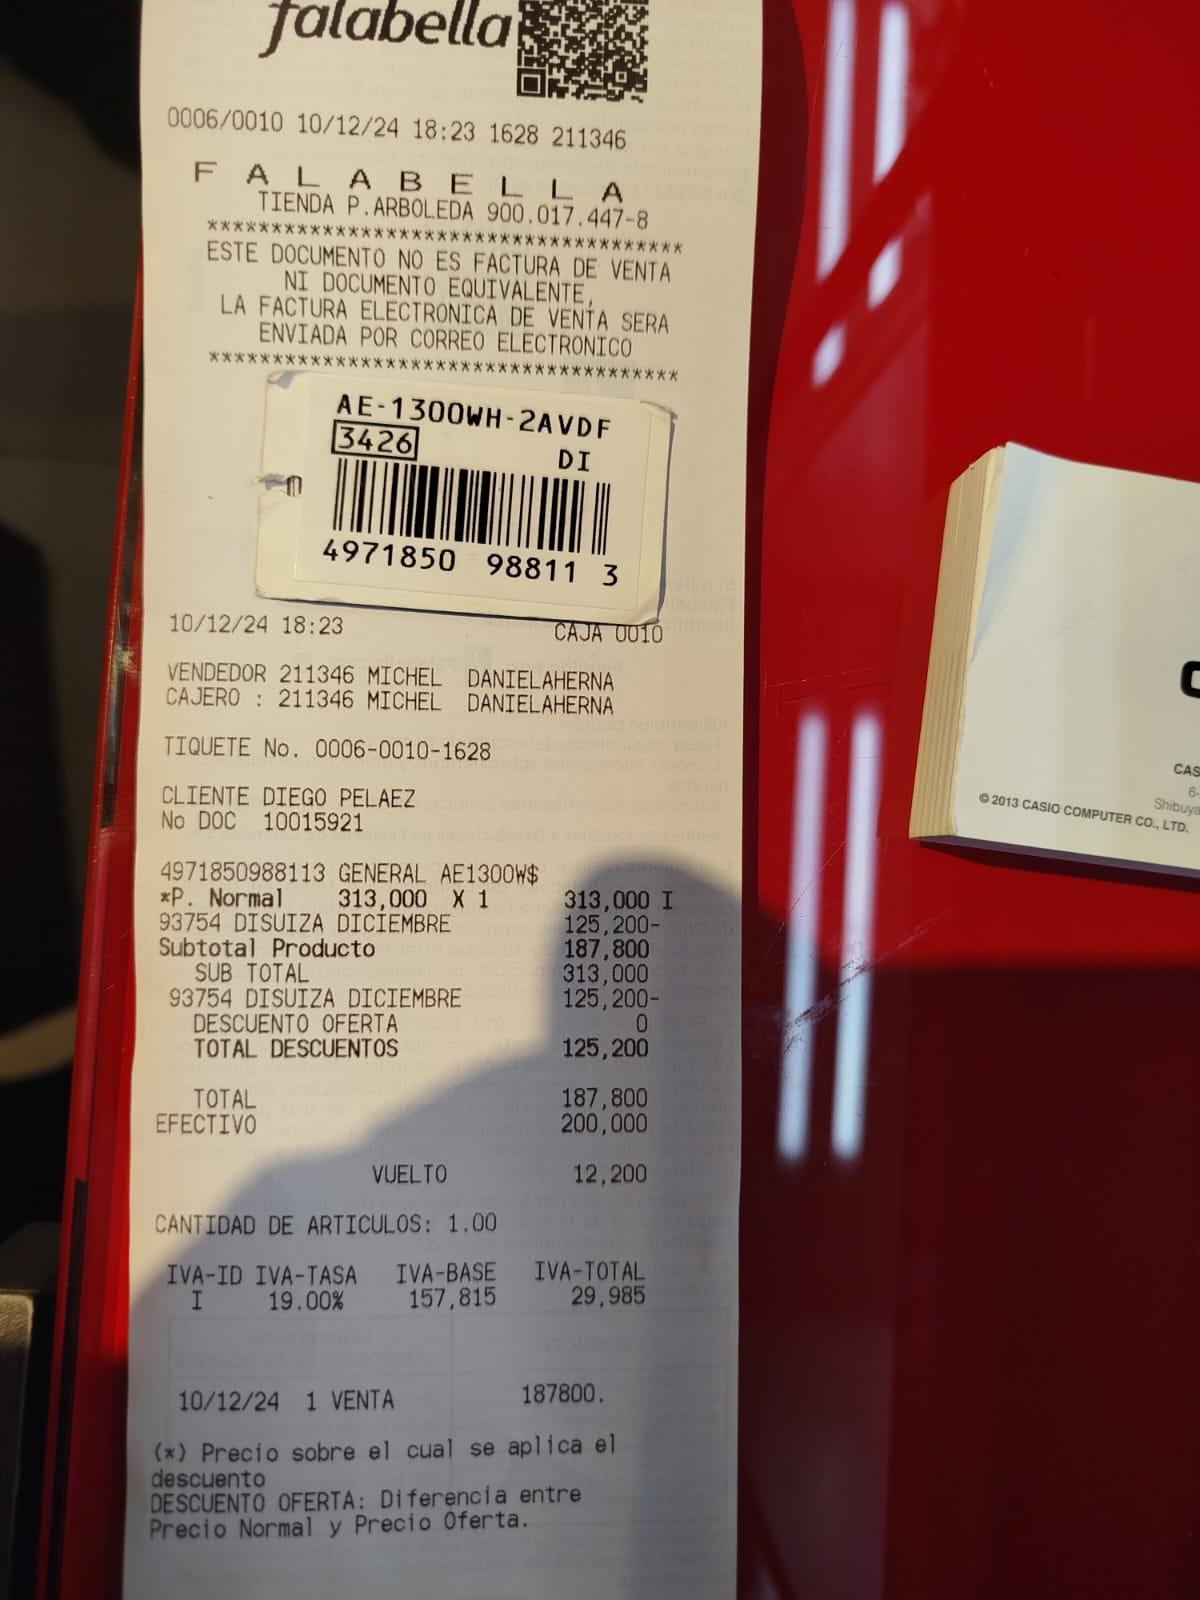 falabella
0006/0010 10/12/24 18:23 1628 211346
F A L A B E L L A
TIENDA P.ARBOLEDA 900.017.447-8
***************************************
ESTE DOCUMENTO NO ES FACTURA DE VENTA
NI DOCUMENTO EQUIVALENTE,
LA FACTURA ELECTRONICA DE VENTA SERA
ENVIADA POR CORREO ELECTRONICO
***************************************
AE-1300WH-2AVDF
3426 DI
4971850 98811 3
10/12/24 18:23 CAJA 0010
VENDEDOR 211346 MICHEL DANIELAHERNA
CAJERO : 211346 MICHEL DANIELAHERNA
TIQUETE No. 0006-0010-1628
CLIENTE DIEGO PELAEZ
No DOC 10015921
4971850988113 GENERAL AE1300W$
*P. Normal 313,000 X 1 313,000 I
93754 DISUIZA DICIEMBRE 125,200-
Subtotal Producto 187,800
SUB TOTAL 313,000
93754 DISUIZA DICIEMBRE 125,200-
DESCUENTO OFERTA 0
TOTAL DESCUENTOS 125,200
TOTAL 187,800
EFECTIVO 200,000
VUELTO 12,200
CANTIDAD DE ARTICULOS: 1.00
IVA-ID IVA-TASA IVA-BASE IVA-TOTAL
I 19.00% 157,815 29,985
10/12/24 1 VENTA 187800.
(*) Precio sobre el cual se aplica el
descuento
DESCUENTO OFERTA: Diferencia entre
Precio Normal y Precio Oferta.
CAS
6-
Shibuya
© 2013 CASIO COMPUTER CO., LTD.